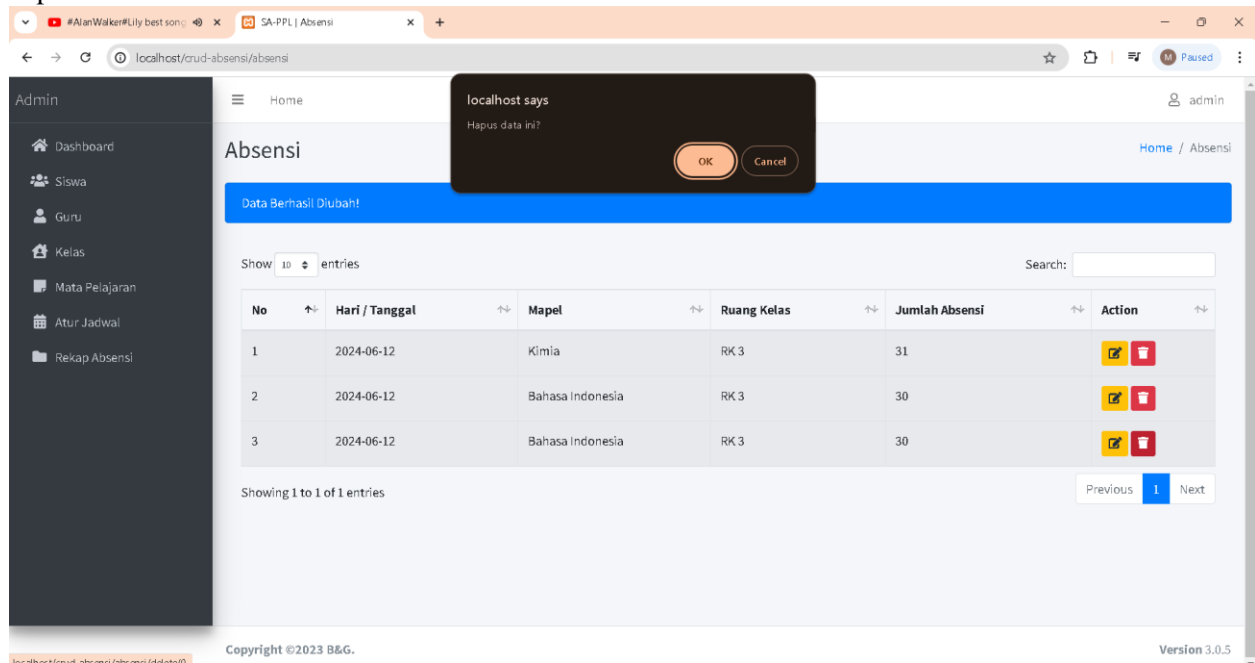 #AlanWalker#Lily best song
SA-PPL | Absensi
localhost/crud-absensi/absensi
M Paused
Admin
Home
admin
localhost says
Hapus data ini?
OK Cancel
Dashboard
Siswa
Guru
Kelas
Mata Pelajaran
Atur Jadwal
Rekap Absensi
Absensi
Home / Absensi
Data Berhasil Diubah!
Show 10 entries
Search:
No Hari / Tanggal Mapel Ruang Kelas Jumlah Absensi Action
1 2024-06-12 Kimia RK 3 31
2 2024-06-12 Bahasa Indonesia RK 3 30
3 2024-06-12 Bahasa Indonesia RK 3 30
Showing 1 to 1 of 1 entries
Previous 1 Next
Copyright ©2023 B&G.
Version 3.0.5